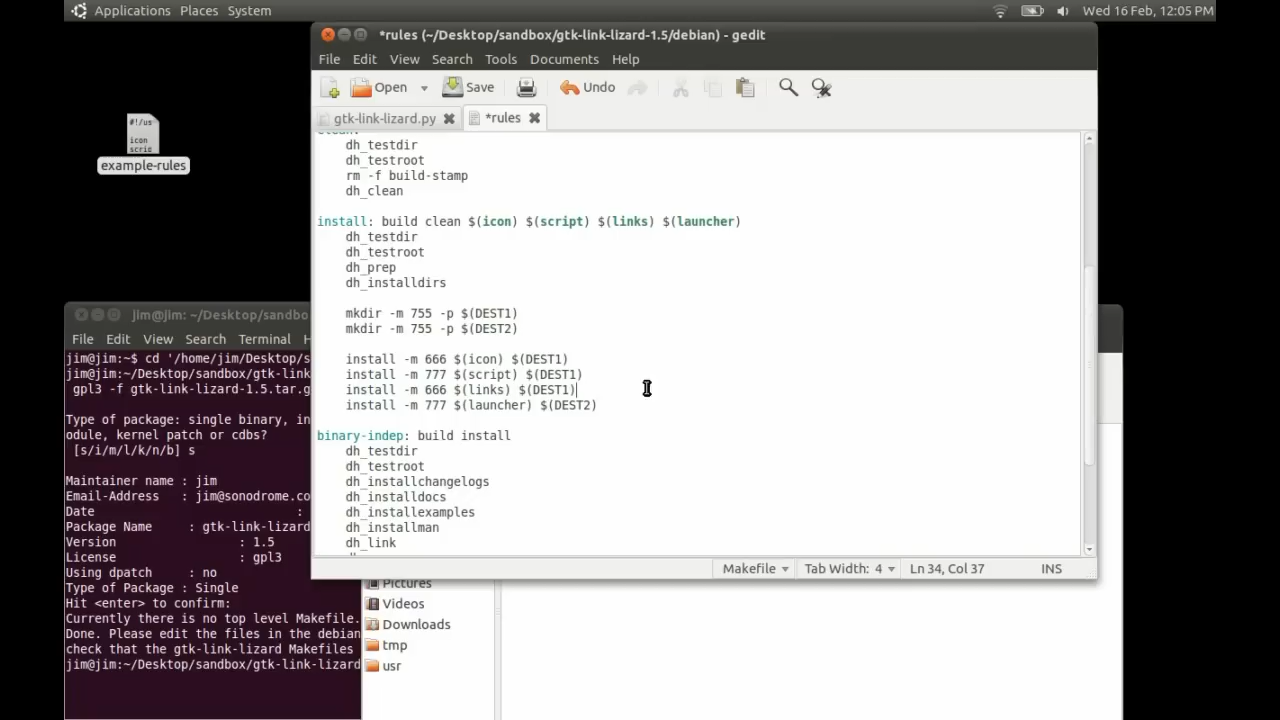 Applications Places System
Wed 16 Feb, 12:05 PM
*rules (~/Desktop/sandbox/gtk-link-lizard-1.5/debian) - gedit
File Edit View Search Tools Documents Help
Open Save Undo
gtk-link-lizard.py *rules
clean:
dh_testdir
dh_testroot
rm -f build-stamp
dh_clean
install: build clean $(icon) $(script) $(links) $(launcher)
dh_testdir
dh_testroot
dh_prep
dh_installdirs
mkdir -m 755 -p $(DEST1)
mkdir -m 755 -p $(DEST2)
install -m 666 $(icon) $(DEST1)
install -m 777 $(script) $(DEST1)
install -m 666 $(links) $(DEST1)
install -m 777 $(launcher) $(DEST2)
binary-indep: build install
dh_testdir
dh_testroot
dh_installchangelogs
dh_installdocs
dh_installexamples
dh_installman
dh_link
Makefile Tab Width: 4 Ln 34, Col 37 INS
#!/us
icon
scrip
example-rules
jim@jim: ~/Desktop/sandbo
File Edit View Search Terminal H
jim@jim:~$ cd '/home/jim/Desktop/s
jim@jim:~/Desktop/sandbox/gtk-link
gpl3 -f gtk-link-lizard-1.5.tar.g
Type of package: single binary, in
odule, kernel patch or cdbs?
[s/i/m/l/k/n/b] s
Maintainer name : jim
Email-Address : jim@sonodrome.co
Date :
Package Name : gtk-link-lizard
Version : 1.5
License : gpl3
Using dpatch : no
Type of Package : Single
Hit <enter> to confirm:
Currently there is no top level Makefile.
Done. Please edit the files in the debian
check that the gtk-link-lizard Makefiles
jim@jim:~/Desktop/sandbox/gtk-link-lizard
Pictures
Videos
Downloads
tmp
usr